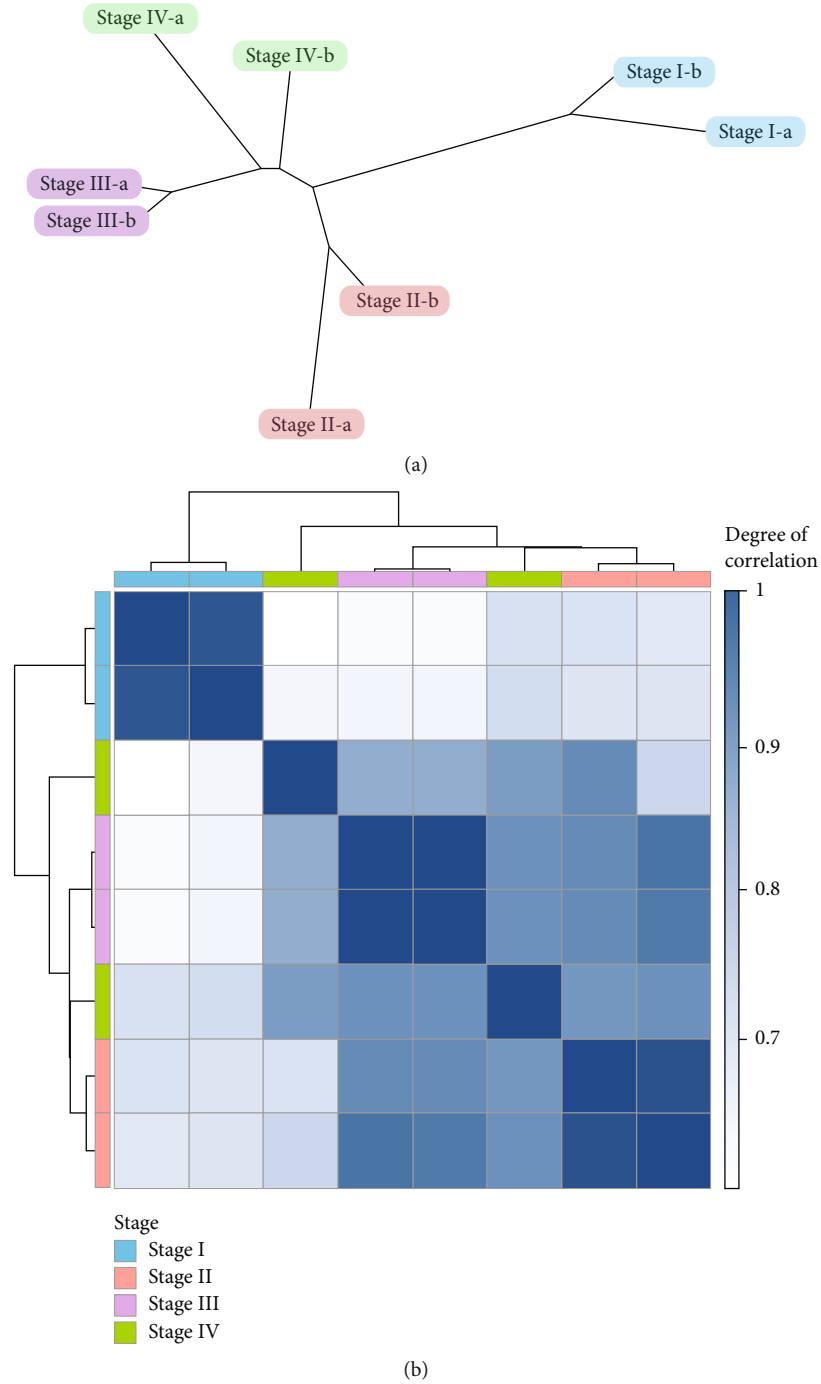 Stage IV-a
Stage IV-b
Stage I-b
Stage I-a
Stage III-a
Stage III-b
Stage II-b
Stage II-a
(a)
Degree of
correlation
1
0.9
0.8
0.7
Stage
Stage I
Stage II
Stage III
Stage IV
(b)